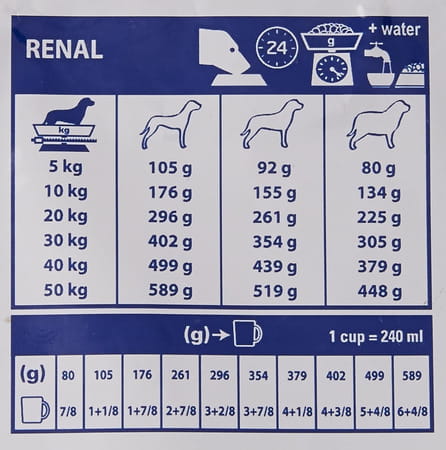 + water
RENAL
24
g
kg
5 kg 105 g 92 g 80 g
10 kg 176 g 155 g 134 g
20 kg 296 g 261 g 225 g
30 kg 402 g 354 g 305 g
40 kg 499 g 439 g 379 g
50 kg 589 g 519 g 448 g
(g)→ 1 cup = 240 ml
(g) 80 105 176 261 296 354 379 402 499 589
7/8 1+1/8 1+7/8 2+7/8 3+2/8 3+7/8 4+1/8 4+3/8 5+4/8 6+4/8